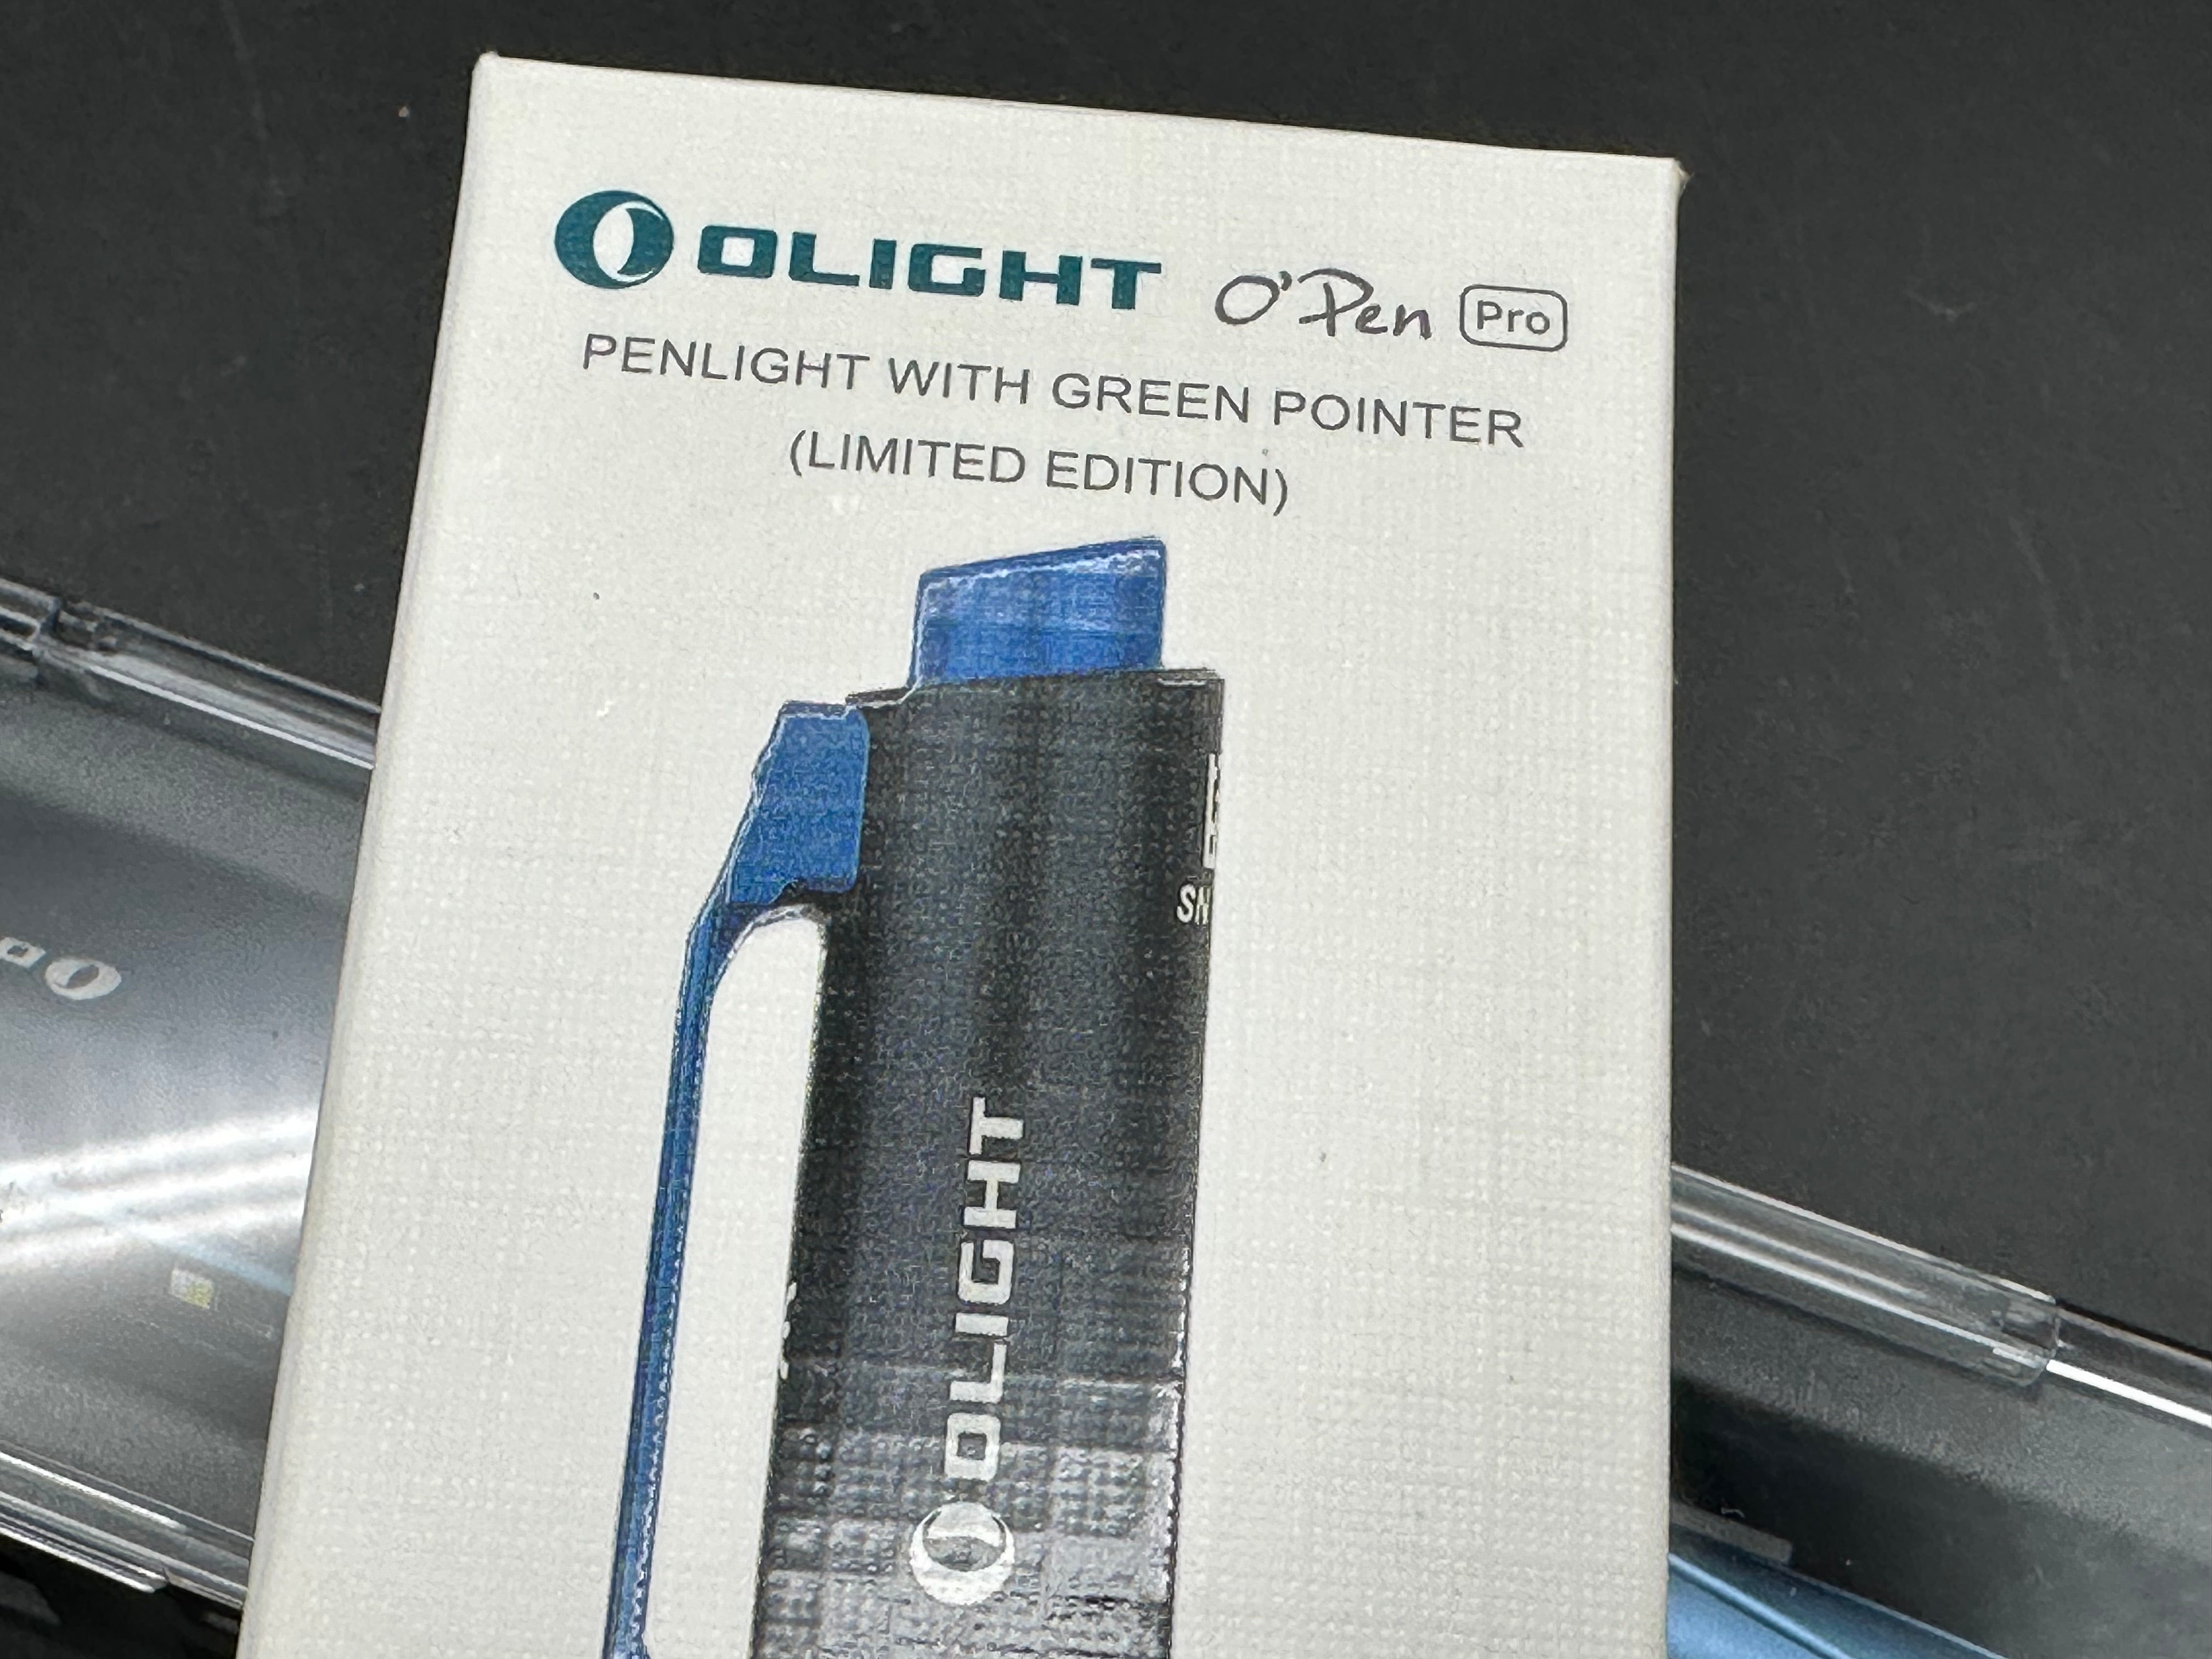 OLIGHT O'Pen Pro
PENLIGHT WITH GREEN POINTER
(LIMITED EDITION)
OLIGHT